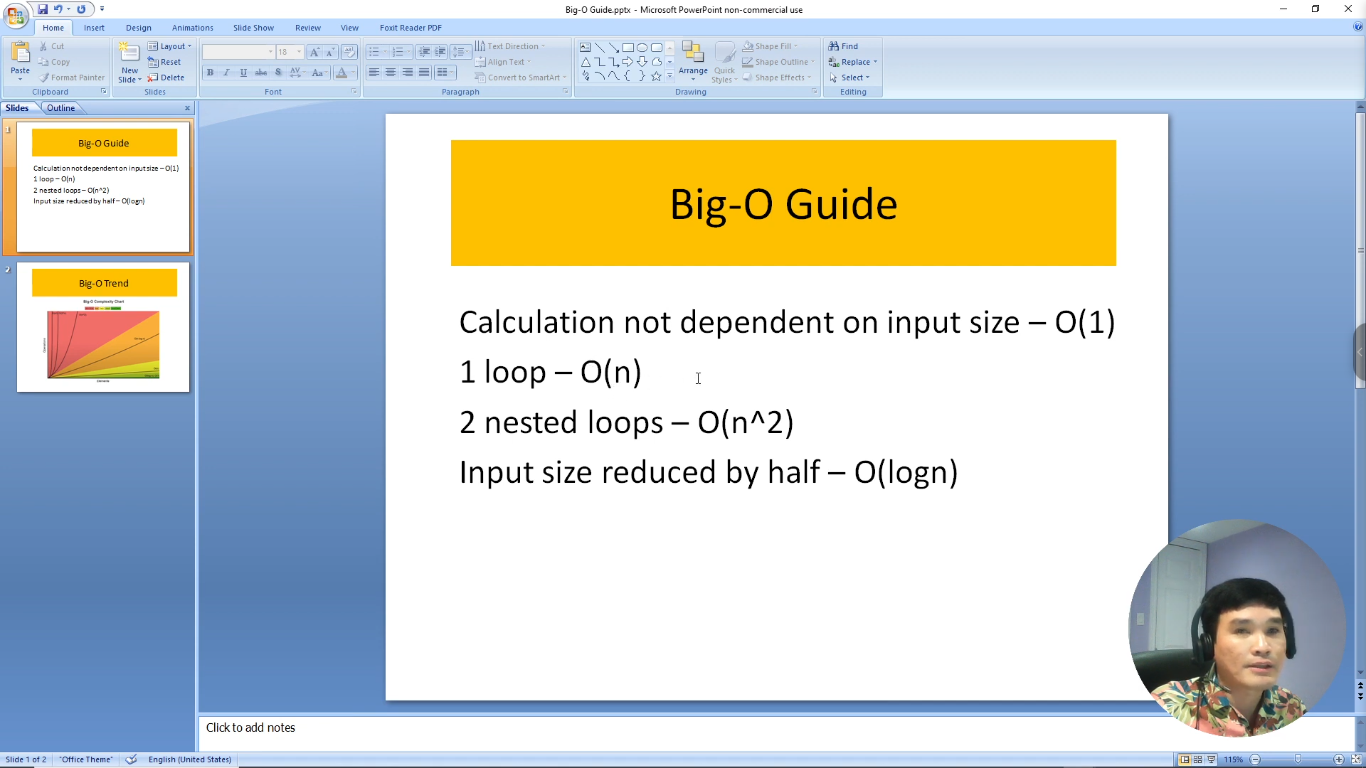 Big-O Guide.pptx - Microsoft PowerPoint non-commercial use
Home Insert Design Animations Slide Show Review View Foxit Reader PDF
Paste
Cut
Copy
Format Painter
Clipboard
New Slide
Layout
Reset
Delete
Slides
18
Font
Text Direction
Align Text
Convert to SmartArt
Paragraph
Arrange
Quick Styles
Shape Fill
Shape Outline
Shape Effects
Drawing
Find
Replace
Select
Editing
Slides Outline
1
Big-O Guide
Calculation not dependent on input size – O(1)
1 loop – O(n)
2 nested loops – O(n^2)
Input size reduced by half – O(logn)
2
Big-O Trend
Big-O Complexity Chart
Big-O Guide
Calculation not dependent on input size – O(1)
1 loop – O(n)
2 nested loops – O(n^2)
Input size reduced by half – O(logn)
Click to add notes
Slide 1 of 2 "Office Theme" English (United States) 115%